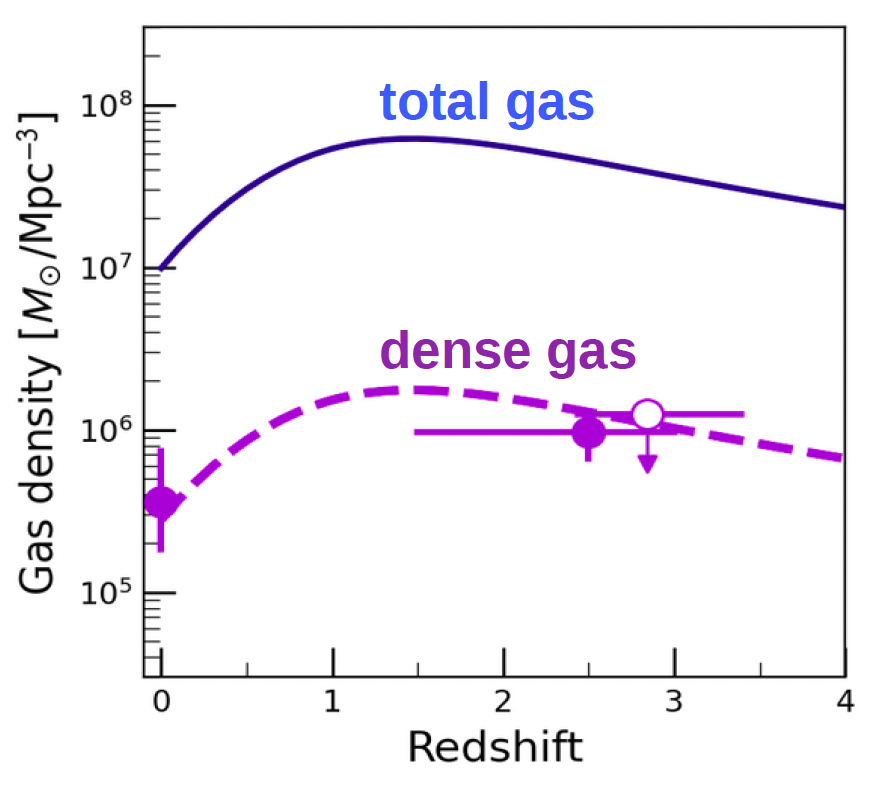 Gas density [M⊙/Mpc⁻³]
10⁸
10⁷
10⁶
10⁵
total gas
dense gas
0 1 2 3 4
Redshift